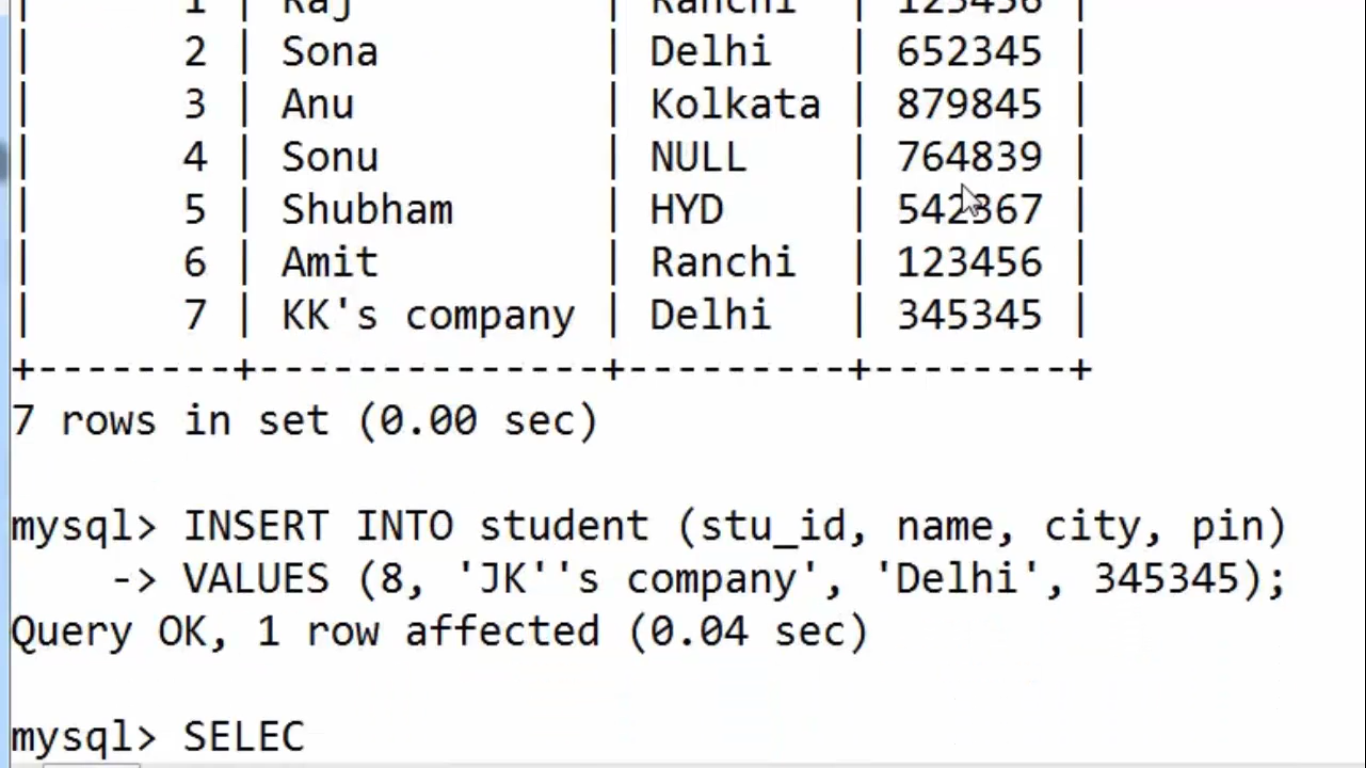 | 1 | Raj | Ranchi | 123456 |
| 2 | Sona | Delhi | 652345 |
| 3 | Anu | Kolkata | 879845 |
| 4 | Sonu | NULL | 764839 |
| 5 | Shubham | HYD | 542367 |
| 6 | Amit | Ranchi | 123456 |
| 7 | KK's company | Delhi | 345345 |
+--------+--------------+---------+--------+
7 rows in set (0.00 sec)
mysql> INSERT INTO student (stu_id, name, city, pin)
-> VALUES (8, 'JK''s company', 'Delhi', 345345);
Query OK, 1 row affected (0.04 sec)
mysql> SELEC